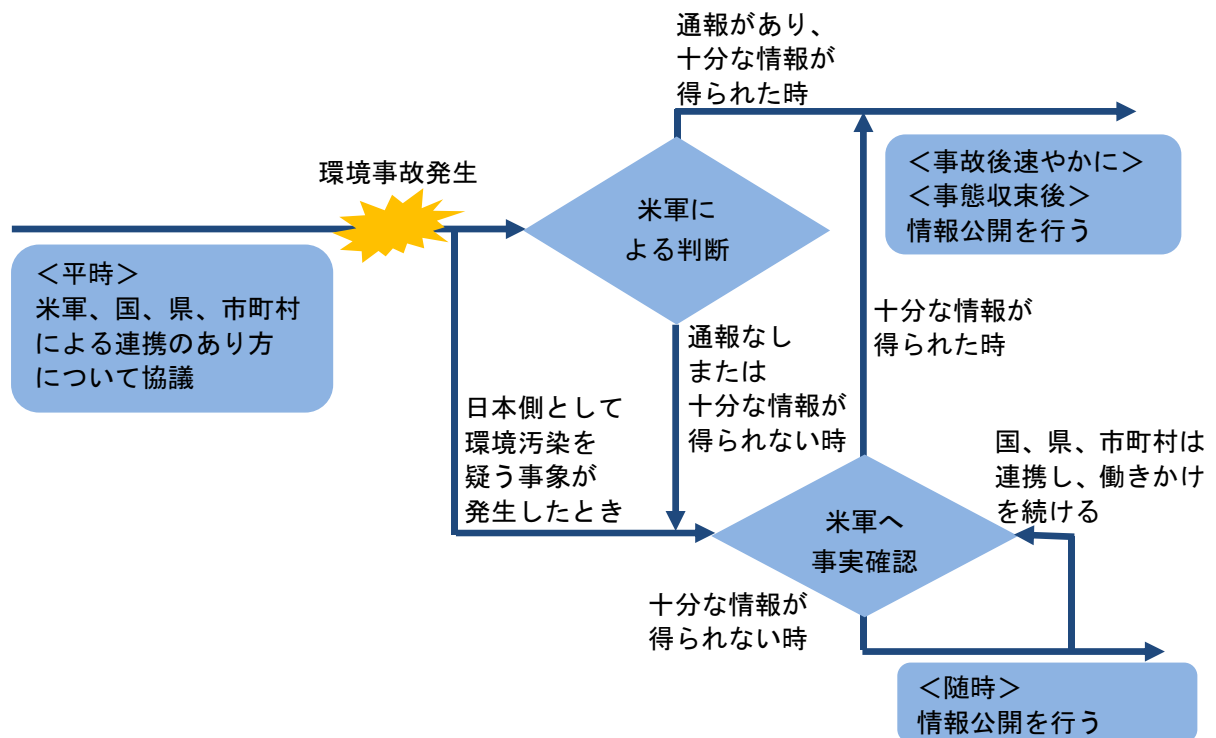 通報があり、
十分な情報が
得られた時
環境事故発生
米軍に
よる判断
＜事故後速やかに＞
＜事態収束後＞
情報公開を行う
＜平時＞
米軍、国、県、市町村
による連携のあり方
について協議
十分な情報が
得られた時
通報なし
または
十分な情報が
得られない時
日本側として
環境汚染を
疑う事象が
発生したとき
国、県、市町村は
連携し、働きかけ
を続ける
米軍へ
事実確認
十分な情報が
得られない時
＜随時＞
情報公開を行う